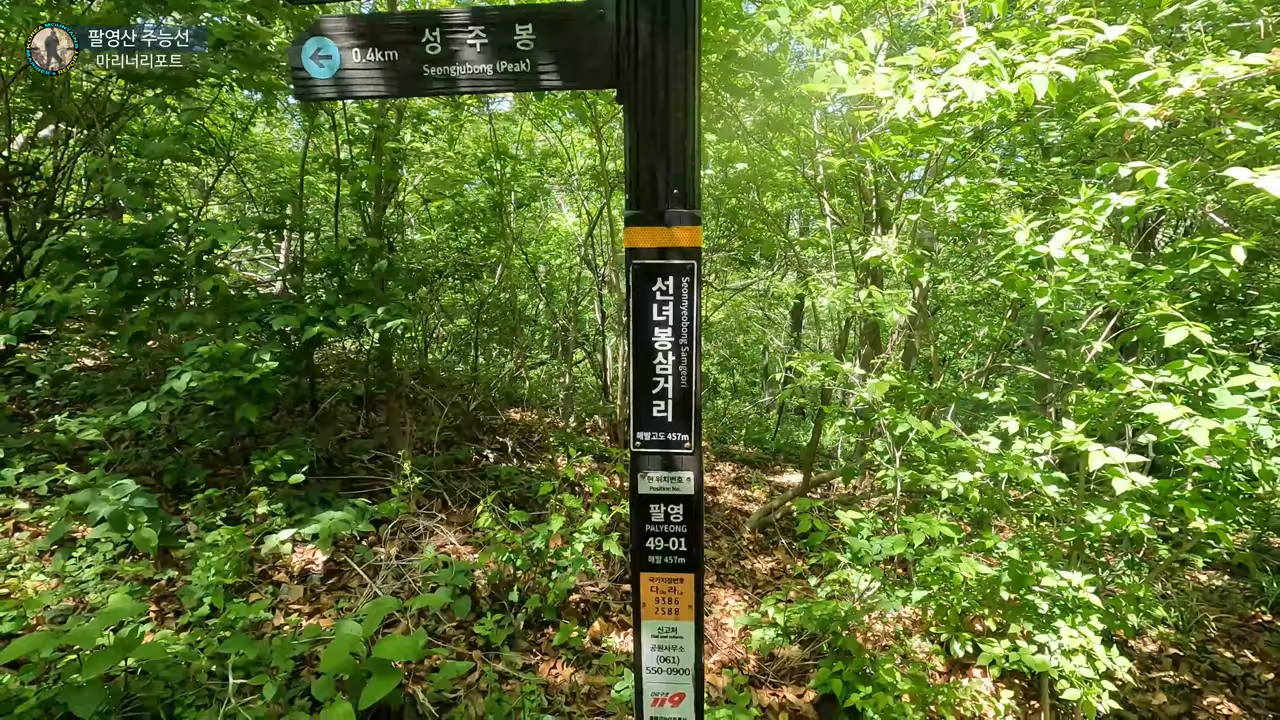 팔영산 주능선
마리너리포트
0.4km
성주봉
Seongjubong (Peak)
선녀봉삼거리
Seonnyeobong Samgeori
해발고도 457m
현 위치번호
Position No.
팔영
PALYEONG
49-01
해발 457m
국가지점번호
다 라
9386
2588
신고처
공원사무소
(061)
550-0900
119